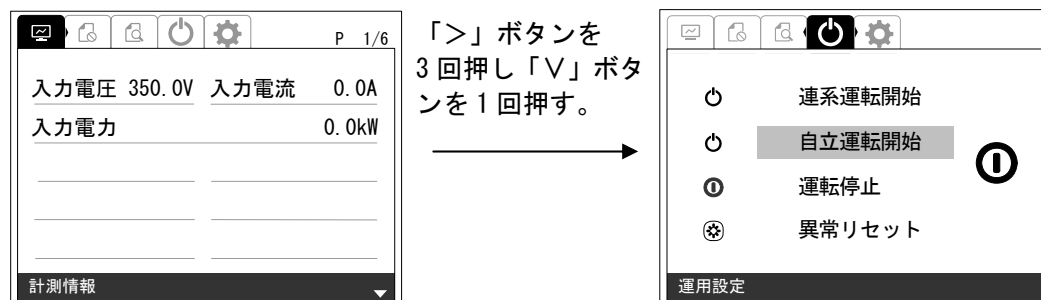 P 1/6
入力電圧 350.0V 入力電流 0.0A
入力電力 0.0kW
計測情報
「＞」ボタンを
3回押し「∨」ボタ
ンを1回押す。
連系運転開始
自立運転開始
運転停止
異常リセット
運用設定